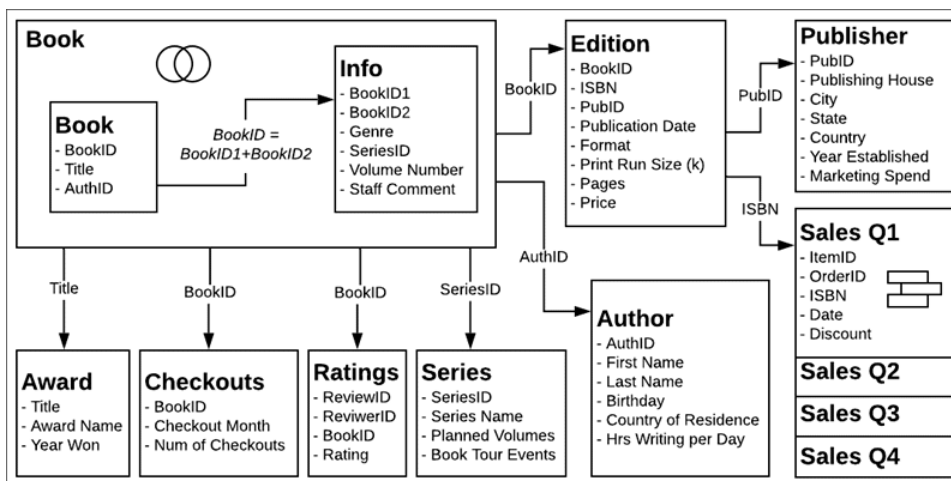 Book
Book
- BookID
- Title
- AuthID
BookID =
BookID1+BookID2
Info
- BookID1
- BookID2
- Genre
- SeriesID
- Volume Number
- Staff Comment
BookID
Edition
- BookID
- ISBN
- PubID
- Publication Date
- Format
- Print Run Size (k)
- Pages
- Price
PubID
Publisher
- PubID
- Publishing House
- City
- State
- Country
- Year Established
- Marketing Spend
ISBN
Sales Q1
- ItemID
- OrderID
- ISBN
- Date
- Discount
Sales Q2
Sales Q3
Sales Q4
Title
BookID
BookID
SeriesID
AuthID
Award
- Title
- Award Name
- Year Won
Checkouts
- BookID
- Checkout Month
- Num of Checkouts
Ratings
- ReviewID
- ReviwerID
- BookID
- Rating
Series
- SeriesID
- Series Name
- Planned Volumes
- Book Tour Events
Author
- AuthID
- First Name
- Last Name
- Birthday
- Country of Residence
- Hrs Writing per Day